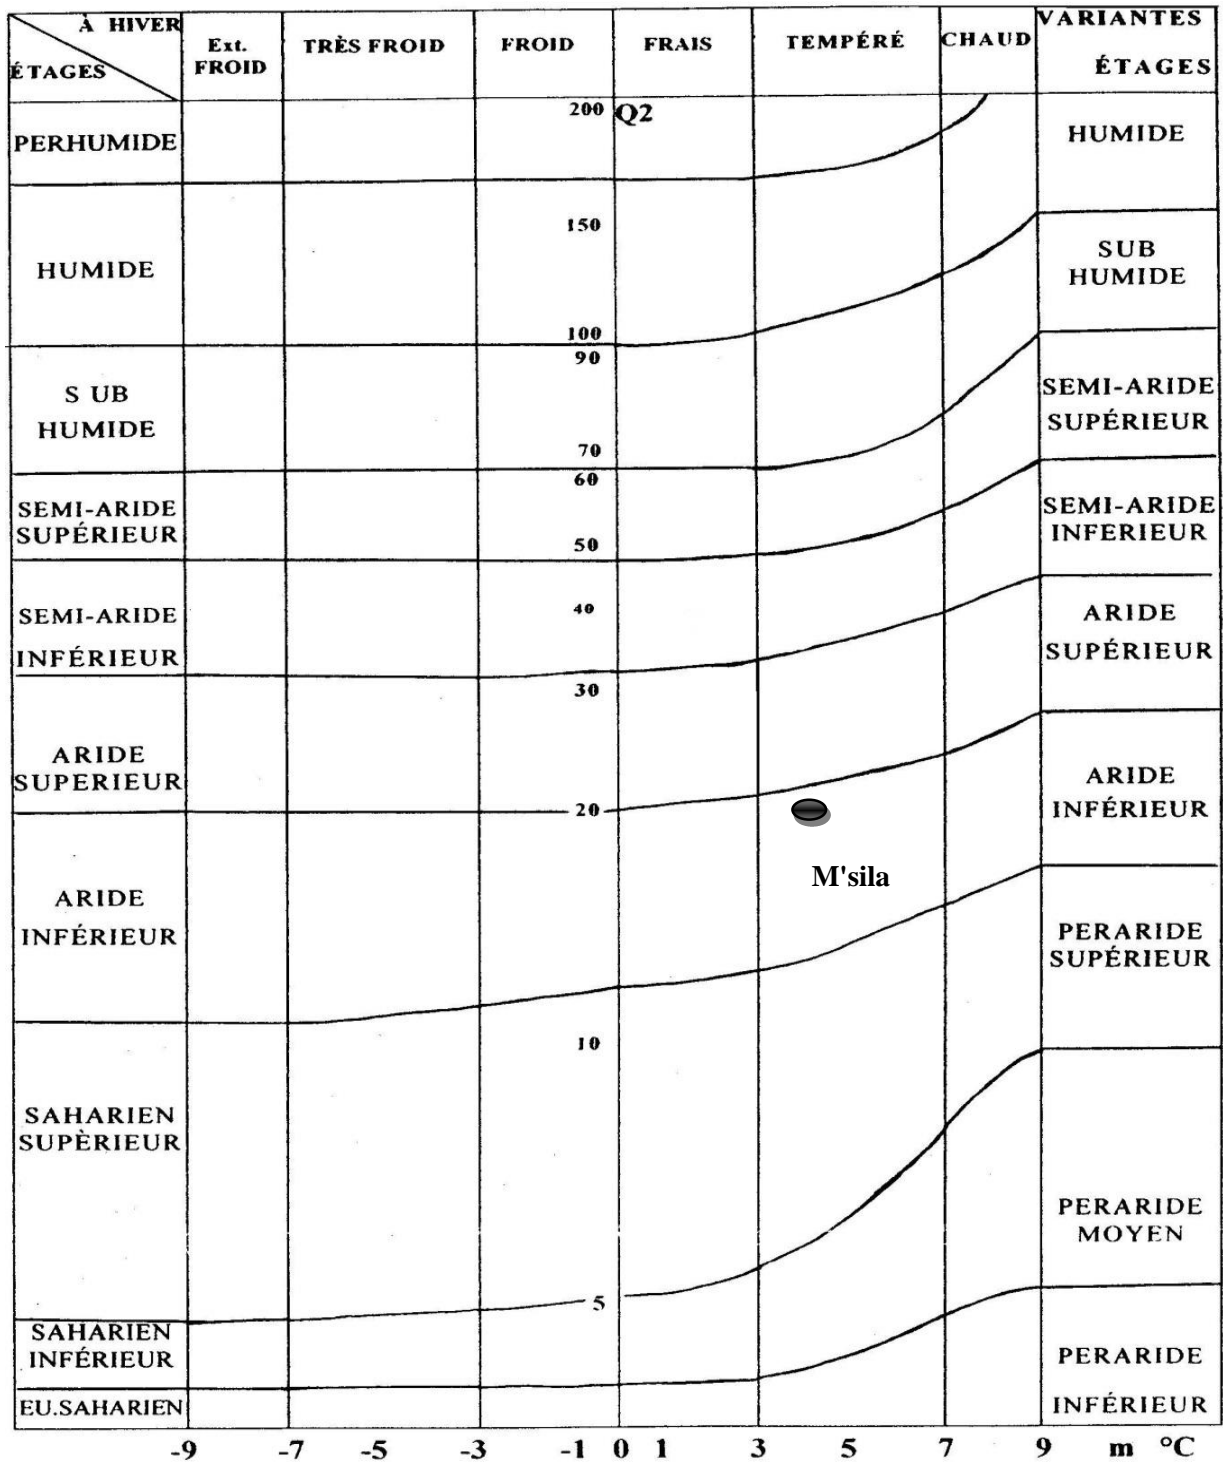 À HIVER
ÉTAGES
Ext.
FROID
TRÈS FROID
FROID
FRAIS
TEMPÉRÉ
CHAUD
VARIANTES
ÉTAGES
PERHUMIDE
HUMIDE
S UB
HUMIDE
SEMI-ARIDE
SUPÉRIEUR
SEMI-ARIDE
INFÉRIEUR
ARIDE
SUPERIEUR
ARIDE
INFÉRIEUR
SAHARIEN
SUPÈRIEUR
SAHARIEN
INFÉRIEUR
EU.SAHARIEN
200 Q2
150
100
90
70
60
50
40
30
20
10
5
M'sila
HUMIDE
SUB
HUMIDE
SEMI-ARIDE
SUPÉRIEUR
SEMI-ARIDE
INFERIEUR
ARIDE
SUPÉRIEUR
ARIDE
INFÉRIEUR
PERARIDE
SUPÉRIEUR
PERARIDE
MOYEN
PERARIDE
INFÉRIEUR
-9 -7 -5 -3 -1 0 1 3 5 7 9 m °C